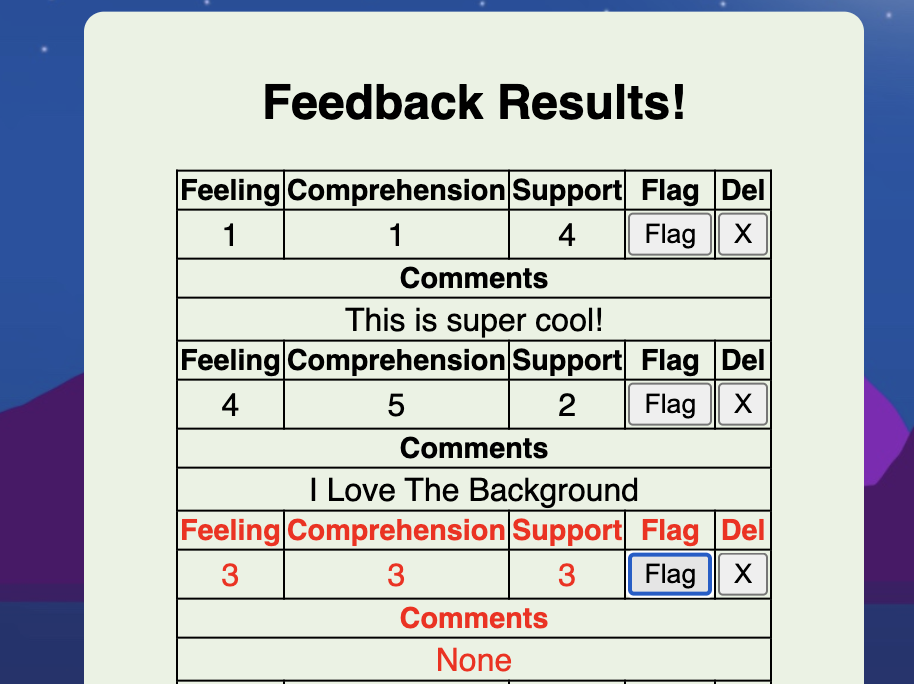 Feedback Results!
Feeling Comprehension Support Flag Del
1 1 4 Flag X
Comments
This is super cool!
Feeling Comprehension Support Flag Del
4 5 2 Flag X
Comments
I Love The Background
Feeling Comprehension Support Flag Del
3 3 3 Flag X
Comments
None